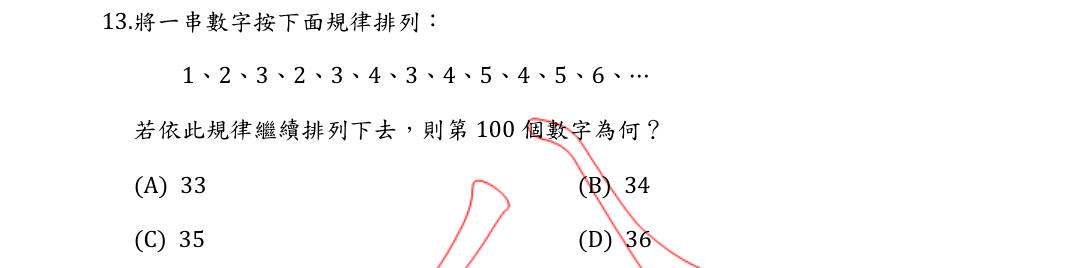 13.將一串數字按下面規律排列：
1、2、3、2、3、4、3、4、5、4、5、6、⋯
若依此規律繼續排列下去，則第 100 個數字為何？
(A) 33 (B) 34
(C) 35 (D) 36